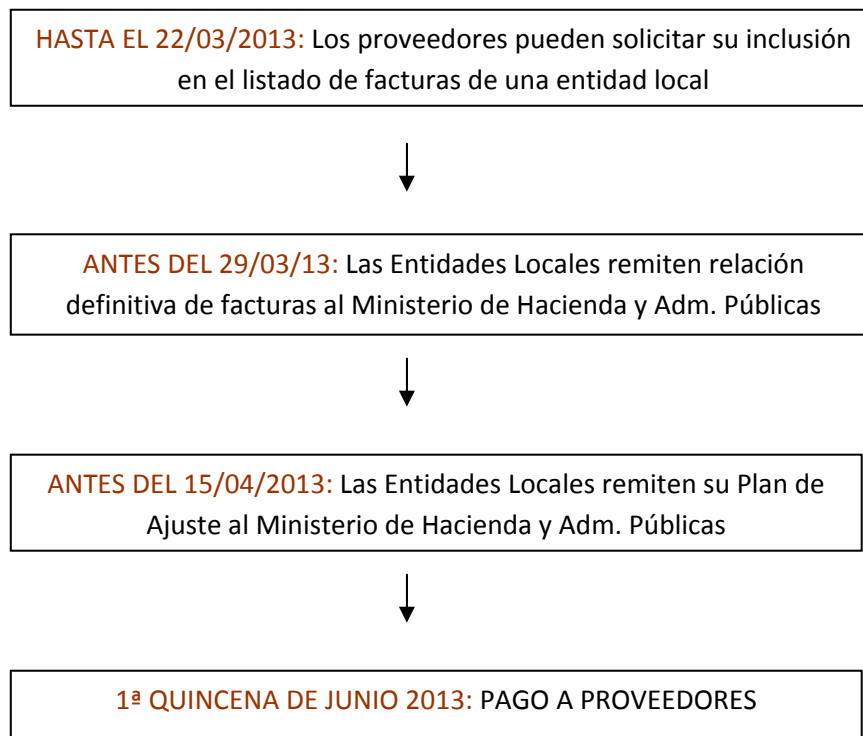 HASTA EL 22/03/2013: Los proveedores pueden solicitar su inclusión
en el listado de facturas de una entidad local
ANTES DEL 29/03/13: Las Entidades Locales remiten relación
definitiva de facturas al Ministerio de Hacienda y Adm. Públicas
ANTES DEL 15/04/2013: Las Entidades Locales remiten su Plan de
Ajuste al Ministerio de Hacienda y Adm. Públicas
1ª QUINCENA DE JUNIO 2013: PAGO A PROVEEDORES